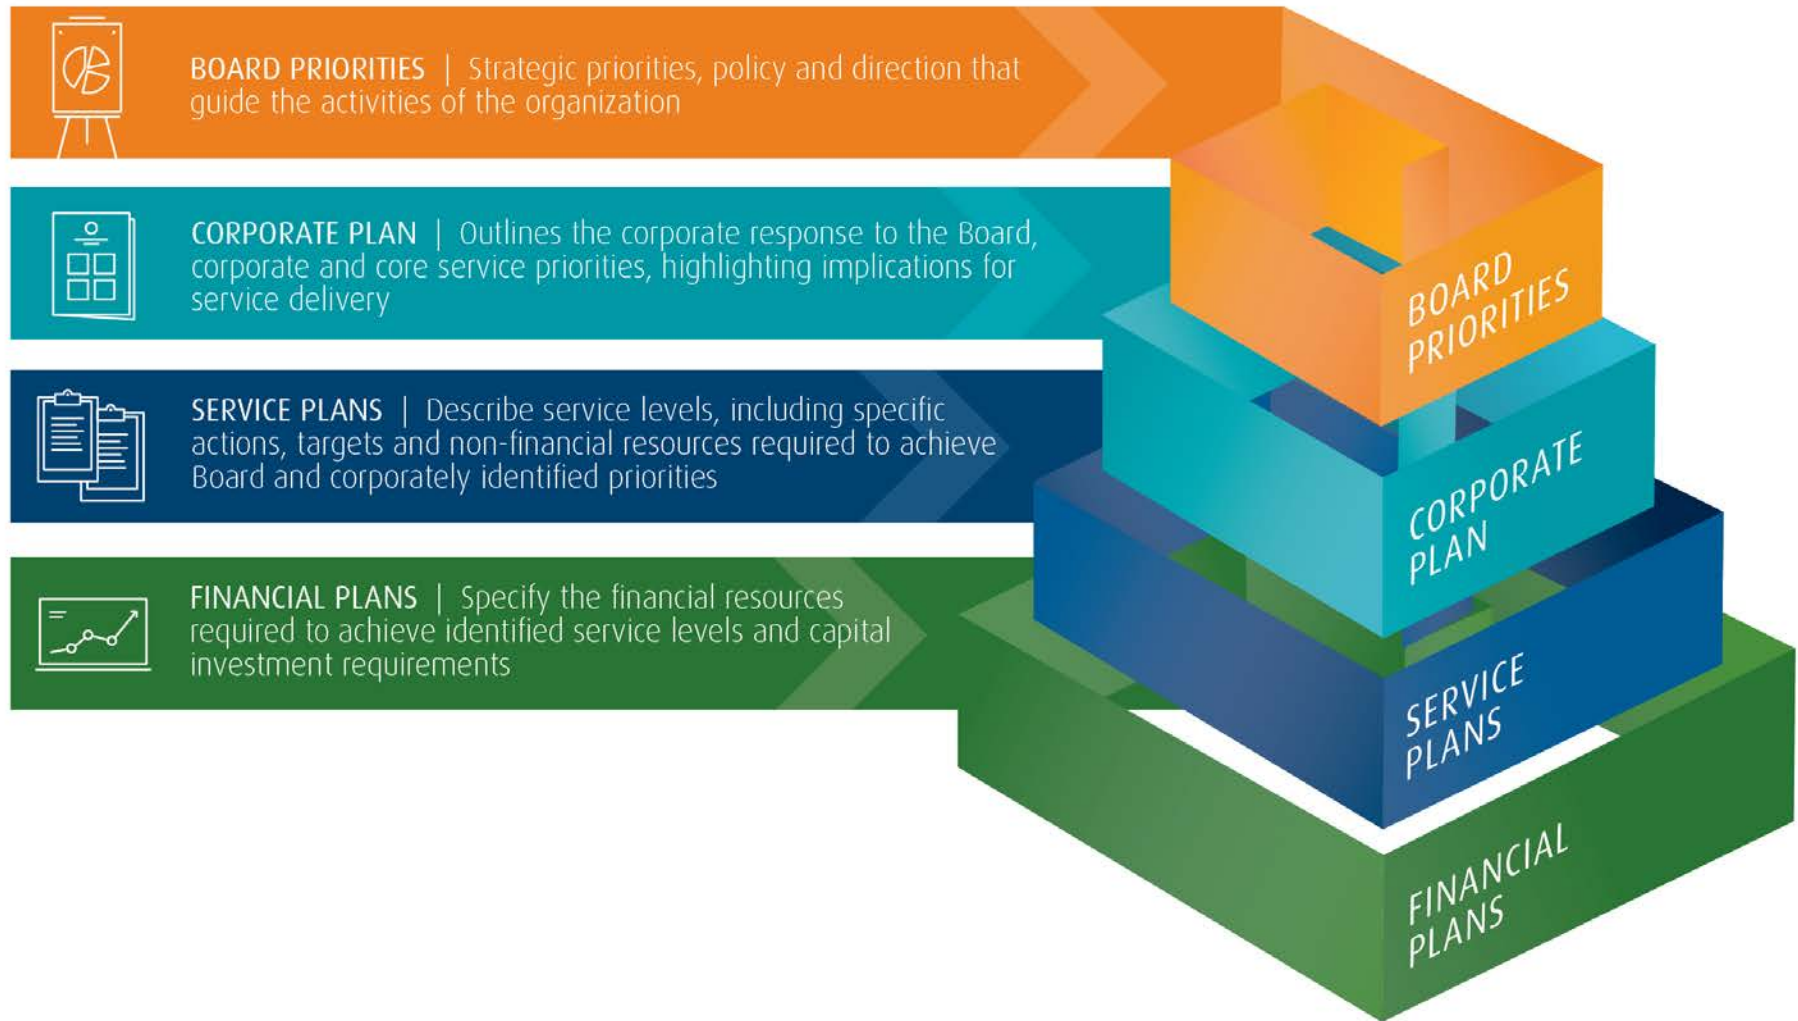 BOARD PRIORITIES | Strategic priorities, policy and direction that
guide the activities of the organization
CORPORATE PLAN | Outlines the corporate response to the Board,
corporate and core service priorities, highlighting implications for
service delivery
SERVICE PLANS | Describe service levels, including specific
actions, targets and non-financial resources required to achieve
Board and corporately identified priorities
FINANCIAL PLANS | Specify the financial resources
required to achieve identified service levels and capital
investment requirements
BOARD
PRIORITIES
CORPORATE
PLAN
SERVICE
PLANS
FINANCIAL
PLANS